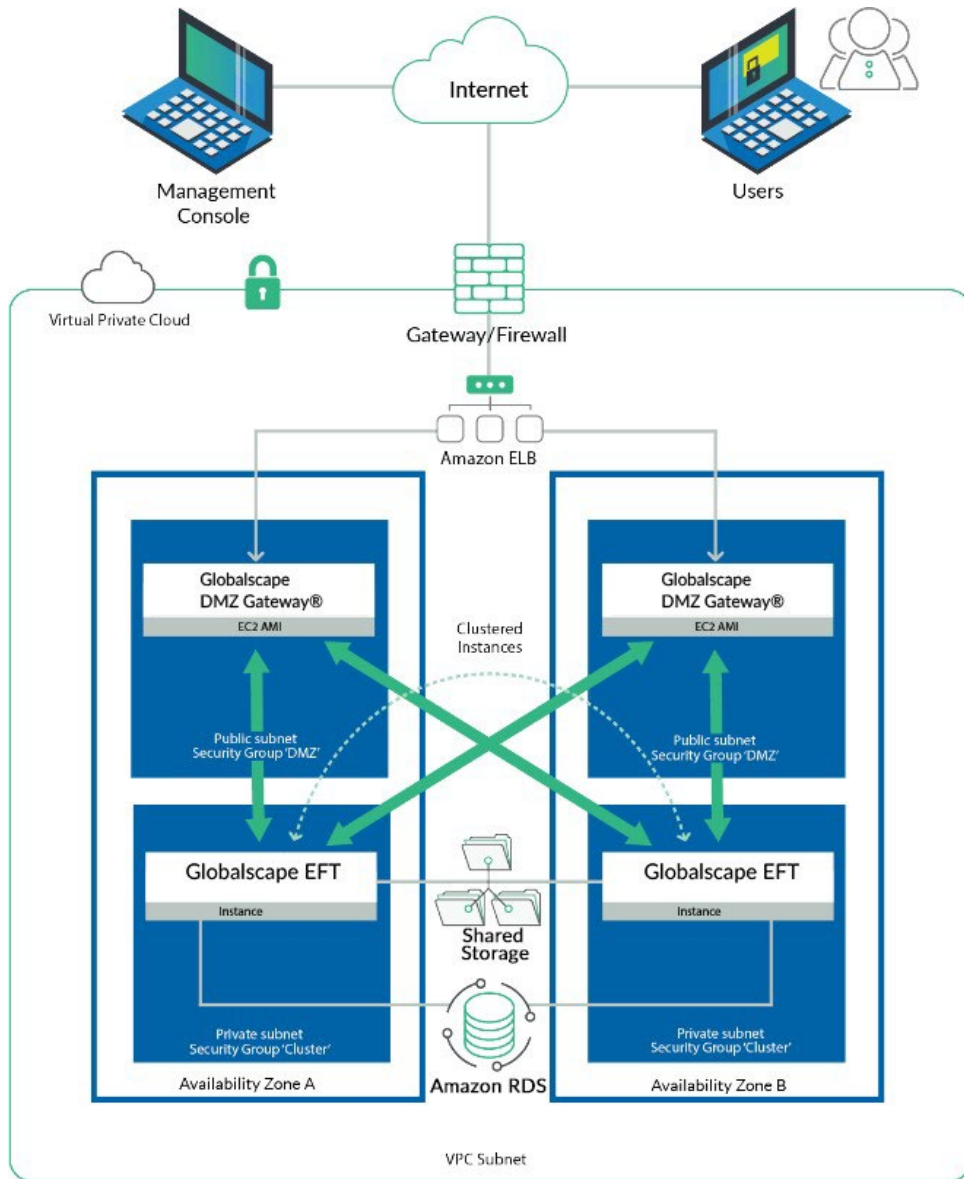 Internet
Management
Console
Users
Virtual Private Cloud
Gateway/Firewall
Amazon ELB
Globalscape
DMZ Gateway®
EC2 AMI
Globalscape
DMZ Gateway®
EC2 AMI
Clustered
Instances
Public subnet
Security Group 'DMZ'
Public subnet
Security Group 'DMZ'
Globalscape EFT
Instance
Globalscape EFT
Instance
Shared
Storage
Private subnet
Security Group 'Cluster'
Private subnet
Security Group 'Cluster'
Availability Zone A
Amazon RDS
Availability Zone B
VPC Subnet